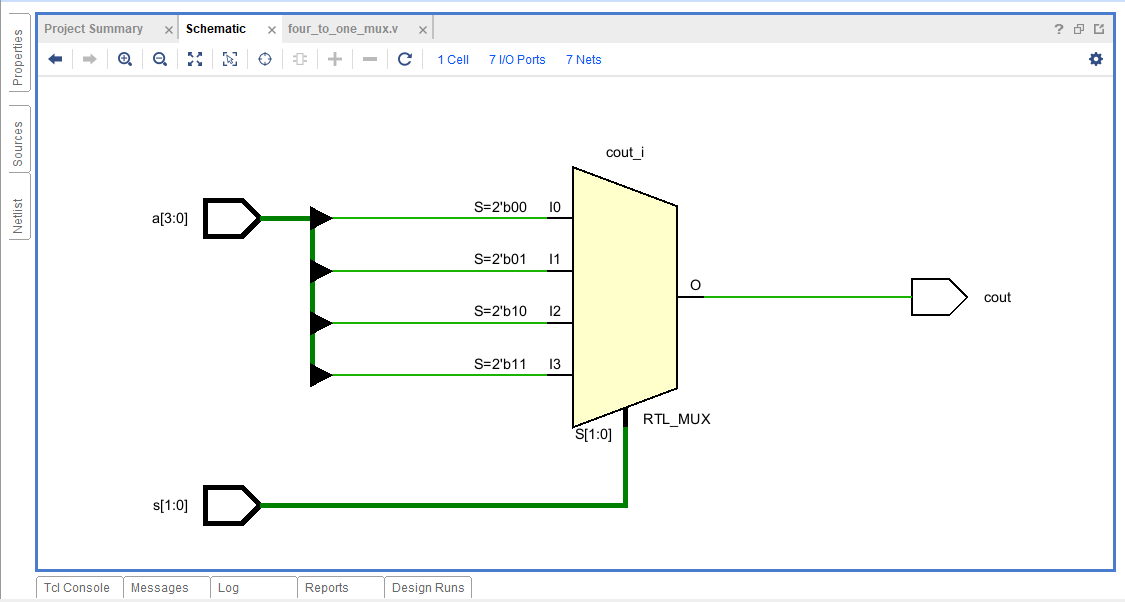 Project Summary × Schematic × four_to_one_mux.v ×
?
1 Cell 7 I/O Ports 7 Nets
Properties
Sources
Netlist
cout_i
a[3:0]
S=2'b00 I0
S=2'b01 I1
S=2'b10 I2
S=2'b11 I3
O
cout
S[1:0]
RTL_MUX
s[1:0]
Tcl Console Messages Log Reports Design Runs